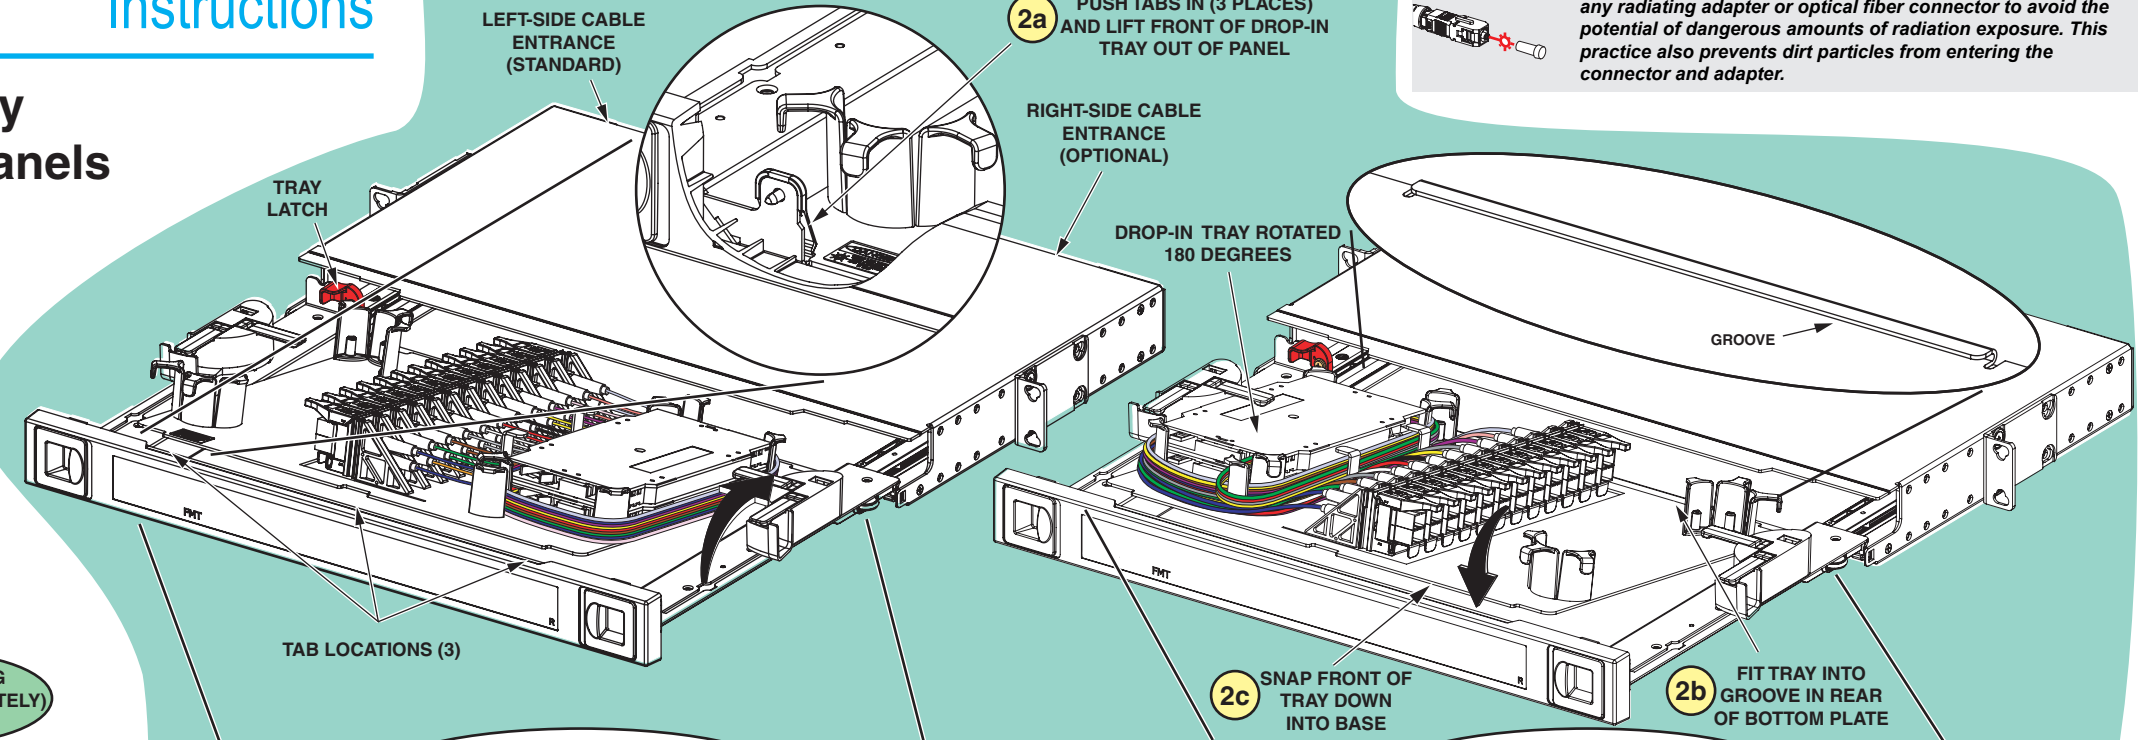 Instructions
LEFT-SIDE CABLE
ENTRANCE
(STANDARD)
2a
PUSH TABS IN (3 PLACES)
AND LIFT FRONT OF DROP-IN
TRAY OUT OF PANEL
any radiating adapter or optical fiber connector to avoid the
potential of dangerous amounts of radiation exposure. This
practice also prevents dirt particles from entering the
connector and adapter.
y
anels
RIGHT-SIDE CABLE
ENTRANCE
(OPTIONAL)
TRAY
LATCH
DROP-IN TRAY ROTATED
180 DEGREES
GROOVE
FMT
R
TAB LOCATIONS (3)
FMT
R
G
TELY)
2c
SNAP FRONT OF
TRAY DOWN
INTO BASE
2b
FIT TRAY INTO
GROOVE IN REAR
OF BOTTOM PLATE